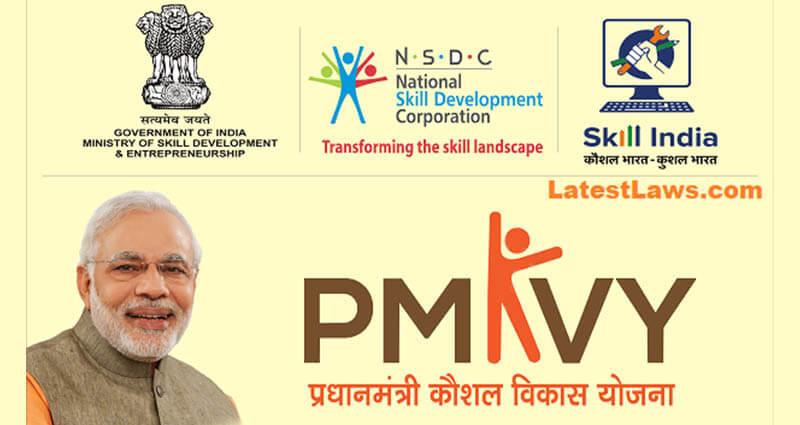 सत्यमेव जयते
GOVERNMENT OF INDIA
MINISTRY OF SKILL DEVELOPMENT
& ENTREPRENEURSHIP
N·S·D·C
National
Skill Development
Corporation
Transforming the skill landscape
Skill India
कौशल भारत-कुशल भारत
LatestLaws.com
PMKVY
प्रधानमंत्री कौशल विकास योजना